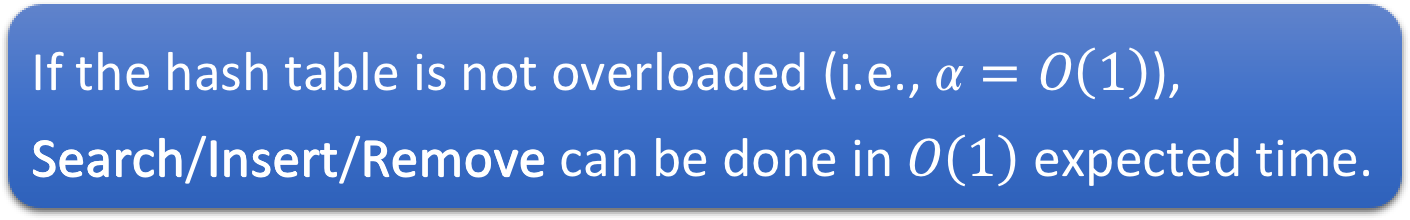 If the hash table is not overloaded (i.e., 𝛼 = 𝑂(1)),
Search/Insert/Remove can be done in 𝑂(1) expected time.